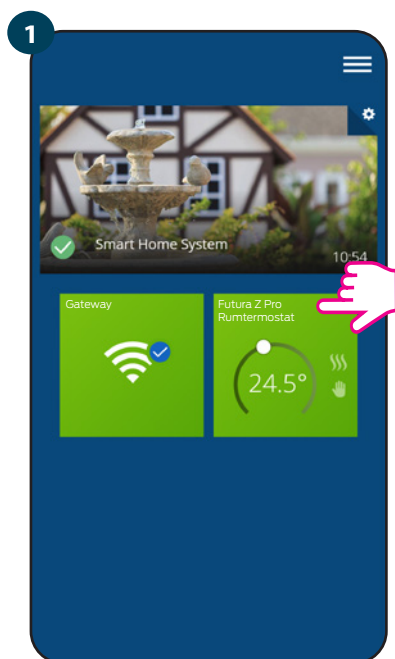 1
Smart Home System
10:54
Gateway
Futura Z Pro
Rumtermostat
24.5°